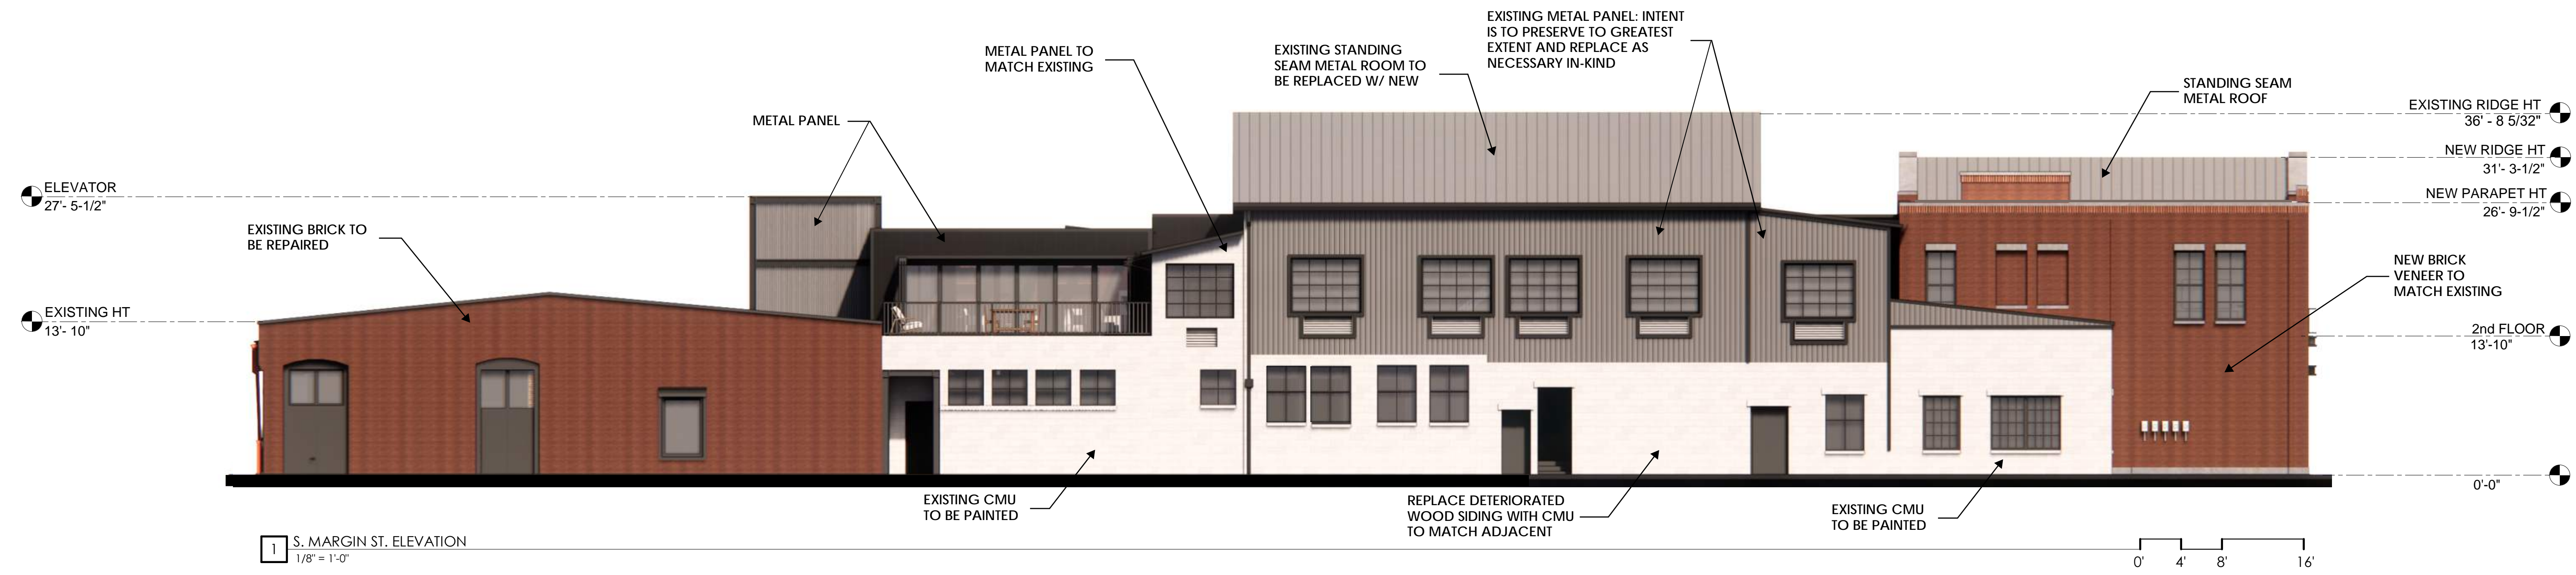 EXISTING METAL PANEL: INTENT
IS TO PRESERVE TO GREATEST
EXTENT AND REPLACE AS
NECESSARY IN-KIND
METAL PANEL TO
MATCH EXISTING
EXISTING STANDING
SEAM METAL ROOM TO
BE REPLACED W/ NEW
STANDING SEAM
METAL ROOF
EXISTING RIDGE HT
36' - 8 5/32"
METAL PANEL
NEW RIDGE HT
31'- 3-1/2"
ELEVATOR
27'- 5-1/2"
NEW PARAPET HT
26'- 9-1/2"
EXISTING BRICK TO
BE REPAIRED
NEW BRICK
VENEER TO
MATCH EXISTING
EXISTING HT
13'- 10"
2nd FLOOR
13'-10"
0'-0"
EXISTING CMU
TO BE PAINTED
REPLACE DETERIORATED
WOOD SIDING WITH CMU
TO MATCH ADJACENT
EXISTING CMU
TO BE PAINTED
1 S. MARGIN ST. ELEVATION
1/8" = 1'-0"
0' 4' 8' 16'